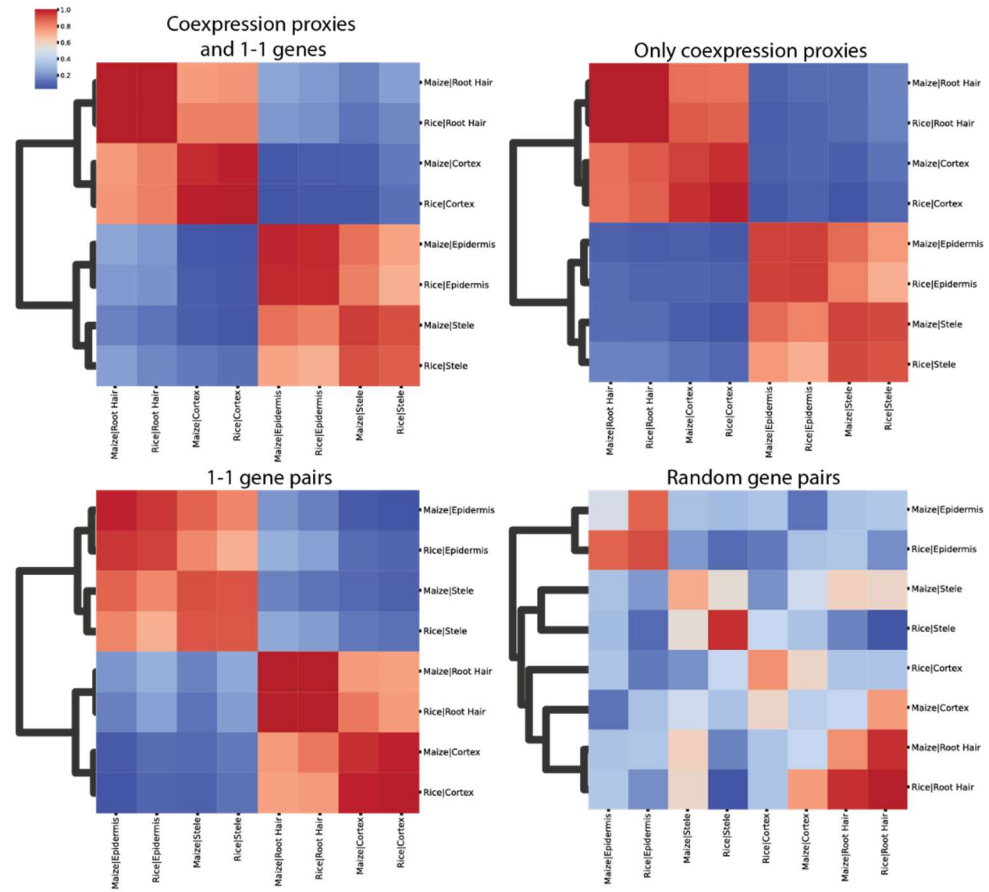 Coexpression proxies
and 1-1 genes
1.0
0.8
0.6
0.4
0.2
Maize|Root Hair
Rice|Root Hair
Maize|Cortex
Rice|Cortex
Maize|Epidermis
Rice|Epidermis
Maize|Stele
Rice|Stele
Maize|Root Hair
Rice|Root Hair
Maize|Cortex
Rice|Cortex
Maize|Epidermis
Rice|Epidermis
Maize|Stele
Rice|Stele
Only coexpression proxies
Maize|Root Hair
Rice|Root Hair
Maize|Cortex
Rice|Cortex
Maize|Epidermis
Rice|Epidermis
Maize|Stele
Rice|Stele
Maize|Root Hair
Rice|Root Hair
Maize|Cortex
Rice|Cortex
Maize|Epidermis
Rice|Epidermis
Maize|Stele
Rice|Stele
1-1 gene pairs
Maize|Epidermis
Rice|Epidermis
Maize|Stele
Rice|Stele
Maize|Root Hair
Rice|Root Hair
Maize|Cortex
Rice|Cortex
Maize|Epidermis
Rice|Epidermis
Maize|Stele
Rice|Stele
Maize|Root Hair
Rice|Root Hair
Maize|Cortex
Rice|Cortex
Random gene pairs
Maize|Epidermis
Rice|Epidermis
Maize|Stele
Rice|Stele
Rice|Cortex
Maize|Cortex
Maize|Root Hair
Rice|Root Hair
Maize|Epidermis
Rice|Epidermis
Maize|Stele
Rice|Stele
Rice|Cortex
Maize|Cortex
Maize|Root Hair
Rice|Root Hair